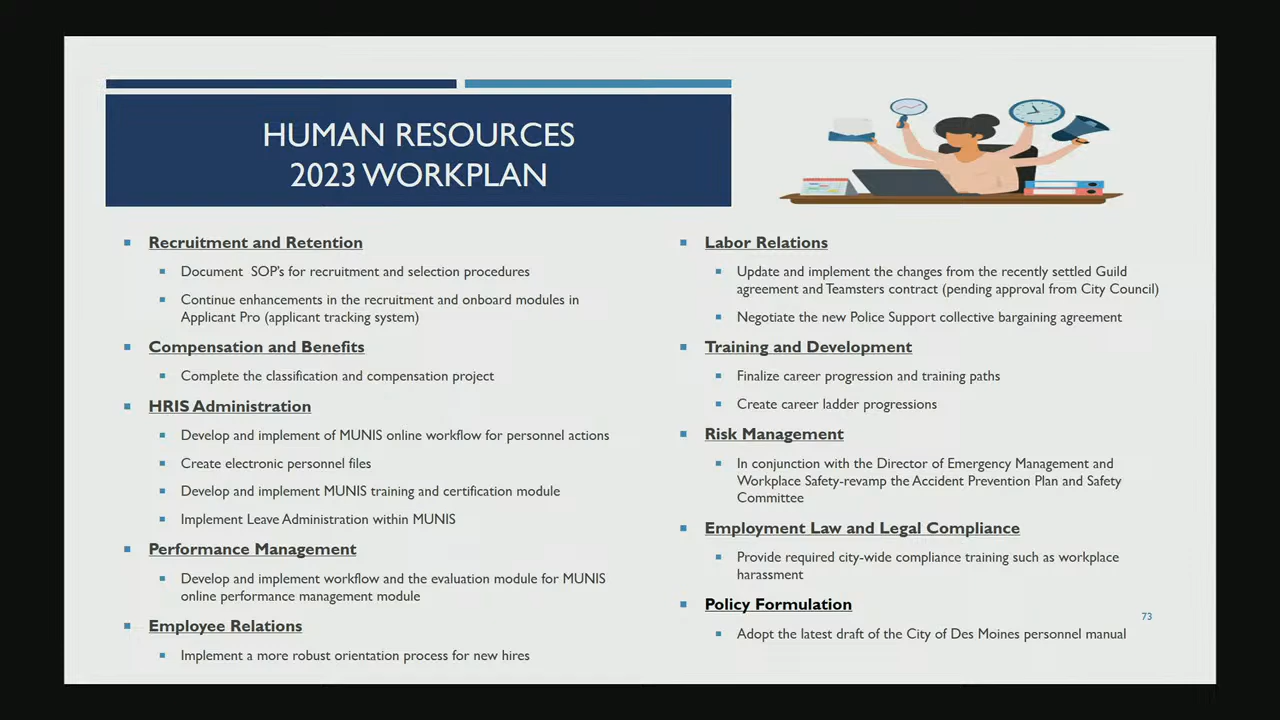 HUMAN RESOURCES
2023 WORKPLAN
Recruitment and Retention
Document SOP's for recruitment and selection procedures
Continue enhancements in the recruitment and onboard modules in
Applicant Pro (applicant tracking system)
Compensation and Benefits
Complete the classification and compensation project
HRIS Administration
Develop and implement of MUNIS online workflow for personnel actions
Create electronic personnel files
Develop and implement MUNIS training and certification module
Implement Leave Administration within MUNIS
Performance Management
Develop and implement workflow and the evaluation module for MUNIS
online performance management module
Employee Relations
Implement a more robust orientation process for new hires
Labor Relations
Update and implement the changes from the recently settled Guild
agreement and Teamsters contract (pending approval from City Council)
Negotiate the new Police Support collective bargaining agreement
Training and Development
Finalize career progression and training paths
Create career ladder progressions
Risk Management
In conjunction with the Director of Emergency Management and
Workplace Safety-revamp the Accident Prevention Plan and Safety
Committee
Employment Law and Legal Compliance
Provide required city-wide compliance training such as workplace
harassment
Policy Formulation
Adopt the latest draft of the City of Des Moines personnel manual
73